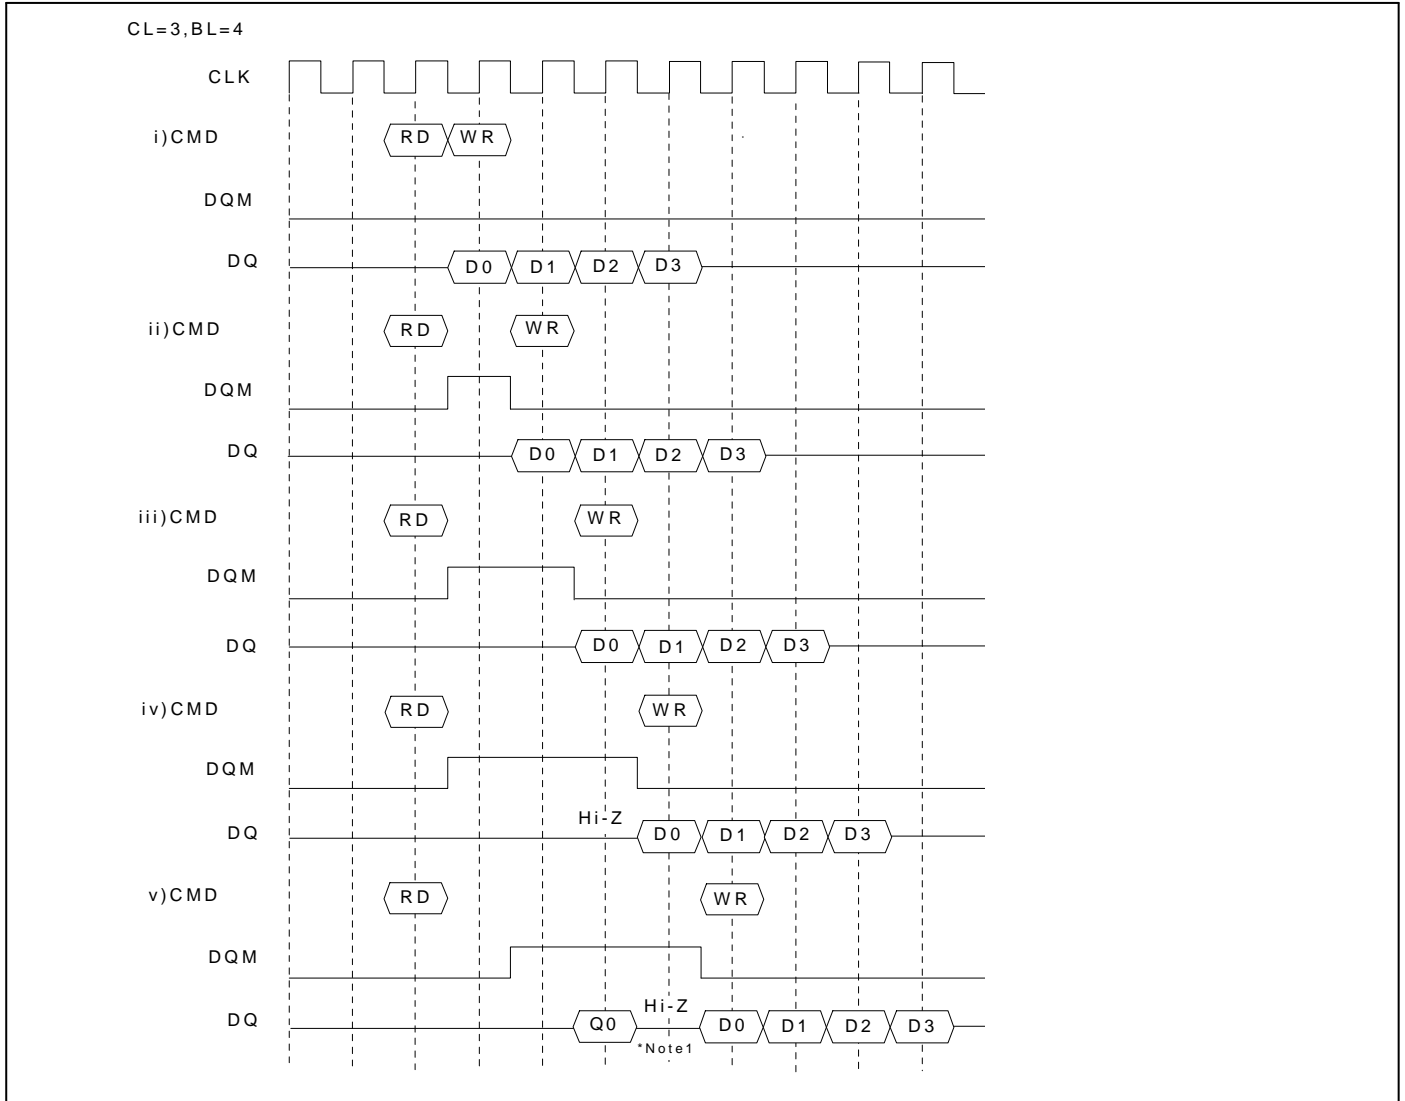 CL=3,BL=4
CLK
i)CMD RD WR
DQM
DQ D0 D1 D2 D3
ii)CMD RD WR
DQM
DQ D0 D1 D2 D3
iii)CMD RD WR
DQM
DQ D0 D1 D2 D3
iv)CMD RD WR
DQM
Hi-Z
DQ D0 D1 D2 D3
v)CMD RD WR
DQM
Hi-Z
DQ Q0 D0 D1 D2 D3
*Note1